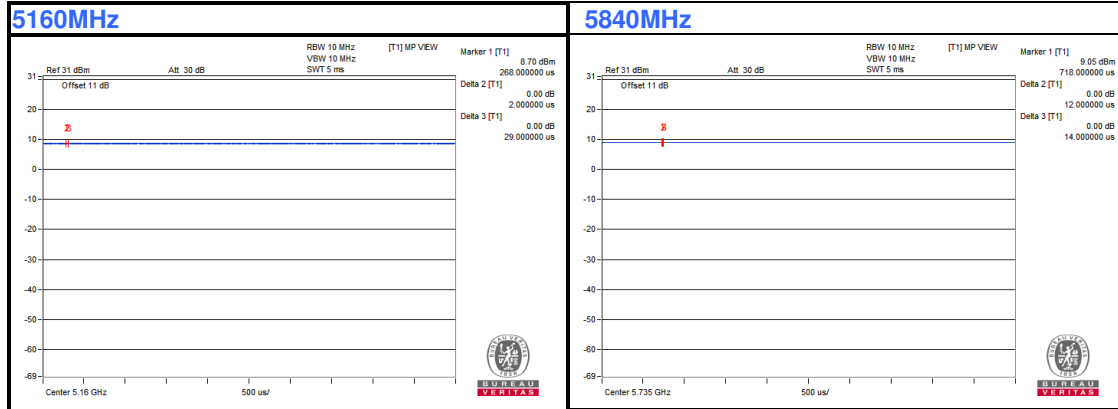 5160MHz
RBW 10 MHz [T1] MP VIEW
VBW 10 MHz
Ref 31 dBm Att 30 dB SWT 5 ms
Marker 1 [T1]
8.70 dBm
268.000000 us
Delta 2 [T1]
0.00 dB
2.000000 us
Delta 3 [T1]
0.00 dB
29.000000 us
31
Offset 11 dB
20
10
0
-10
-20
-30
-40
-50
-60
-69
Center 5.16 GHz 500 us/
BUREAU VERITAS
1828
BUREAU
VERITAS
5840MHz
RBW 10 MHz [T1] MP VIEW
VBW 10 MHz
Ref 31 dBm Att 30 dB SWT 5 ms
Marker 1 [T1]
9.05 dBm
718.000000 us
Delta 2 [T1]
0.00 dB
12.000000 us
Delta 3 [T1]
0.00 dB
14.000000 us
31
Offset 11 dB
20
10
0
-10
-20
-30
-40
-50
-60
-69
Center 5.735 GHz 500 us/
BUREAU VERITAS
1828
BUREAU
VERITAS